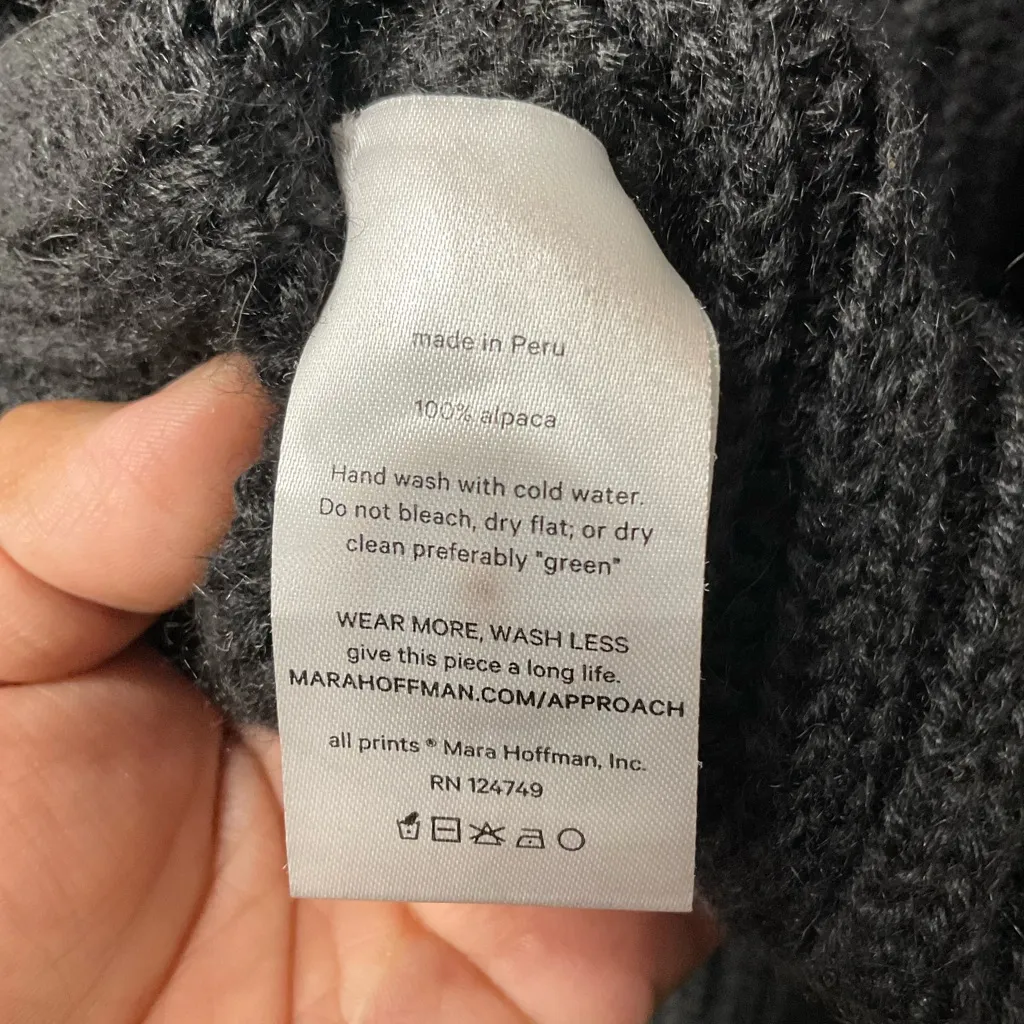 made in Peru
100% alpaca
Hand wash with cold water.
Do not bleach, dry flat; or dry
clean preferably "green"
WEAR MORE, WASH LESS
give this piece a long life.
MARAHOFFMAN.COM/APPROACH
all prints ® Mara Hoffman, Inc.
RN 124749